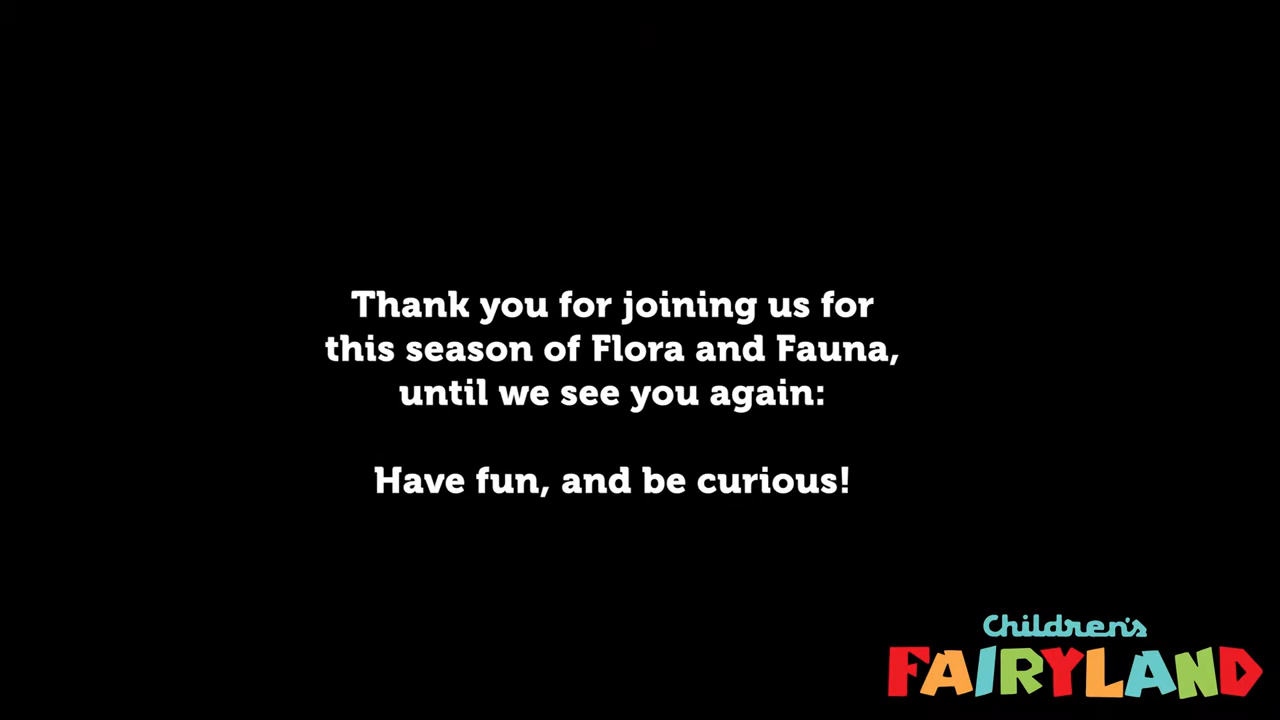 Thank you for joining us for
this season of Flora and Fauna,
until we see you again:
Have fun, and be curious!
Children's
FAIRYLAND